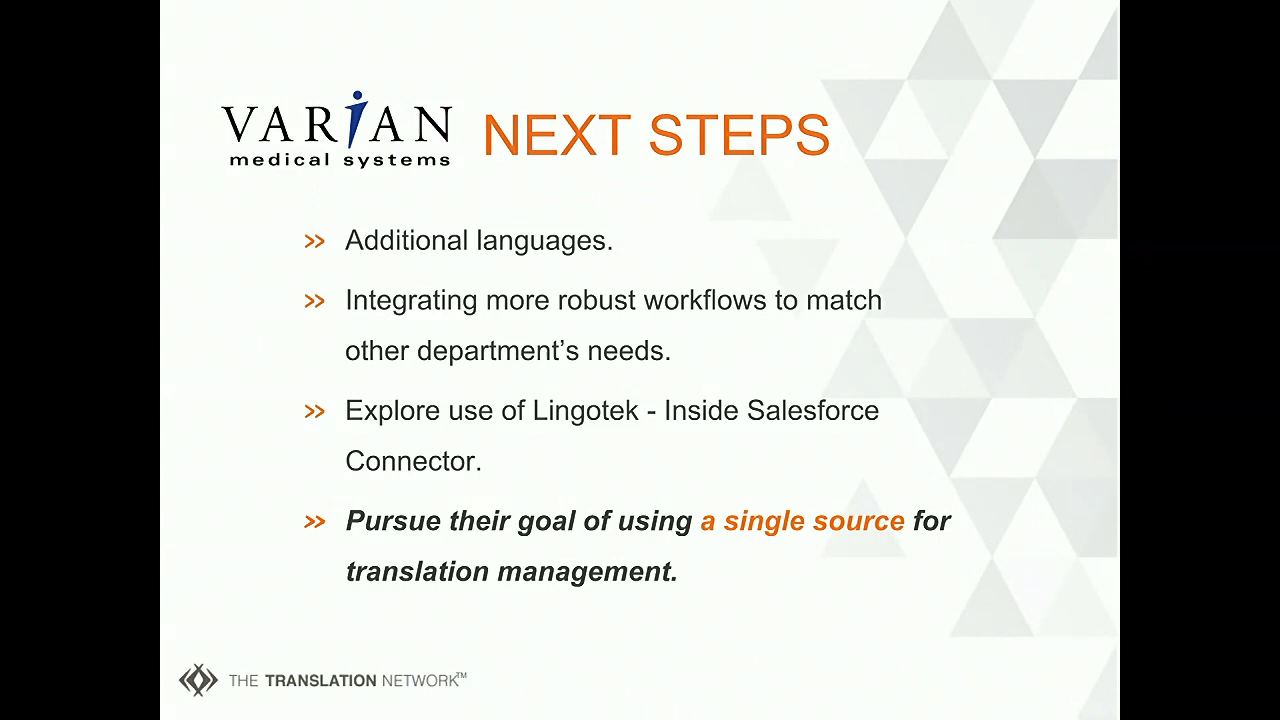 VARIAN
medical systems
NEXT STEPS
» Additional languages.
» Integrating more robust workflows to match
other department’s needs.
» Explore use of Lingotek - Inside Salesforce
Connector.
» Pursue their goal of using a single source for
translation management.
THE TRANSLATION NETWORK™